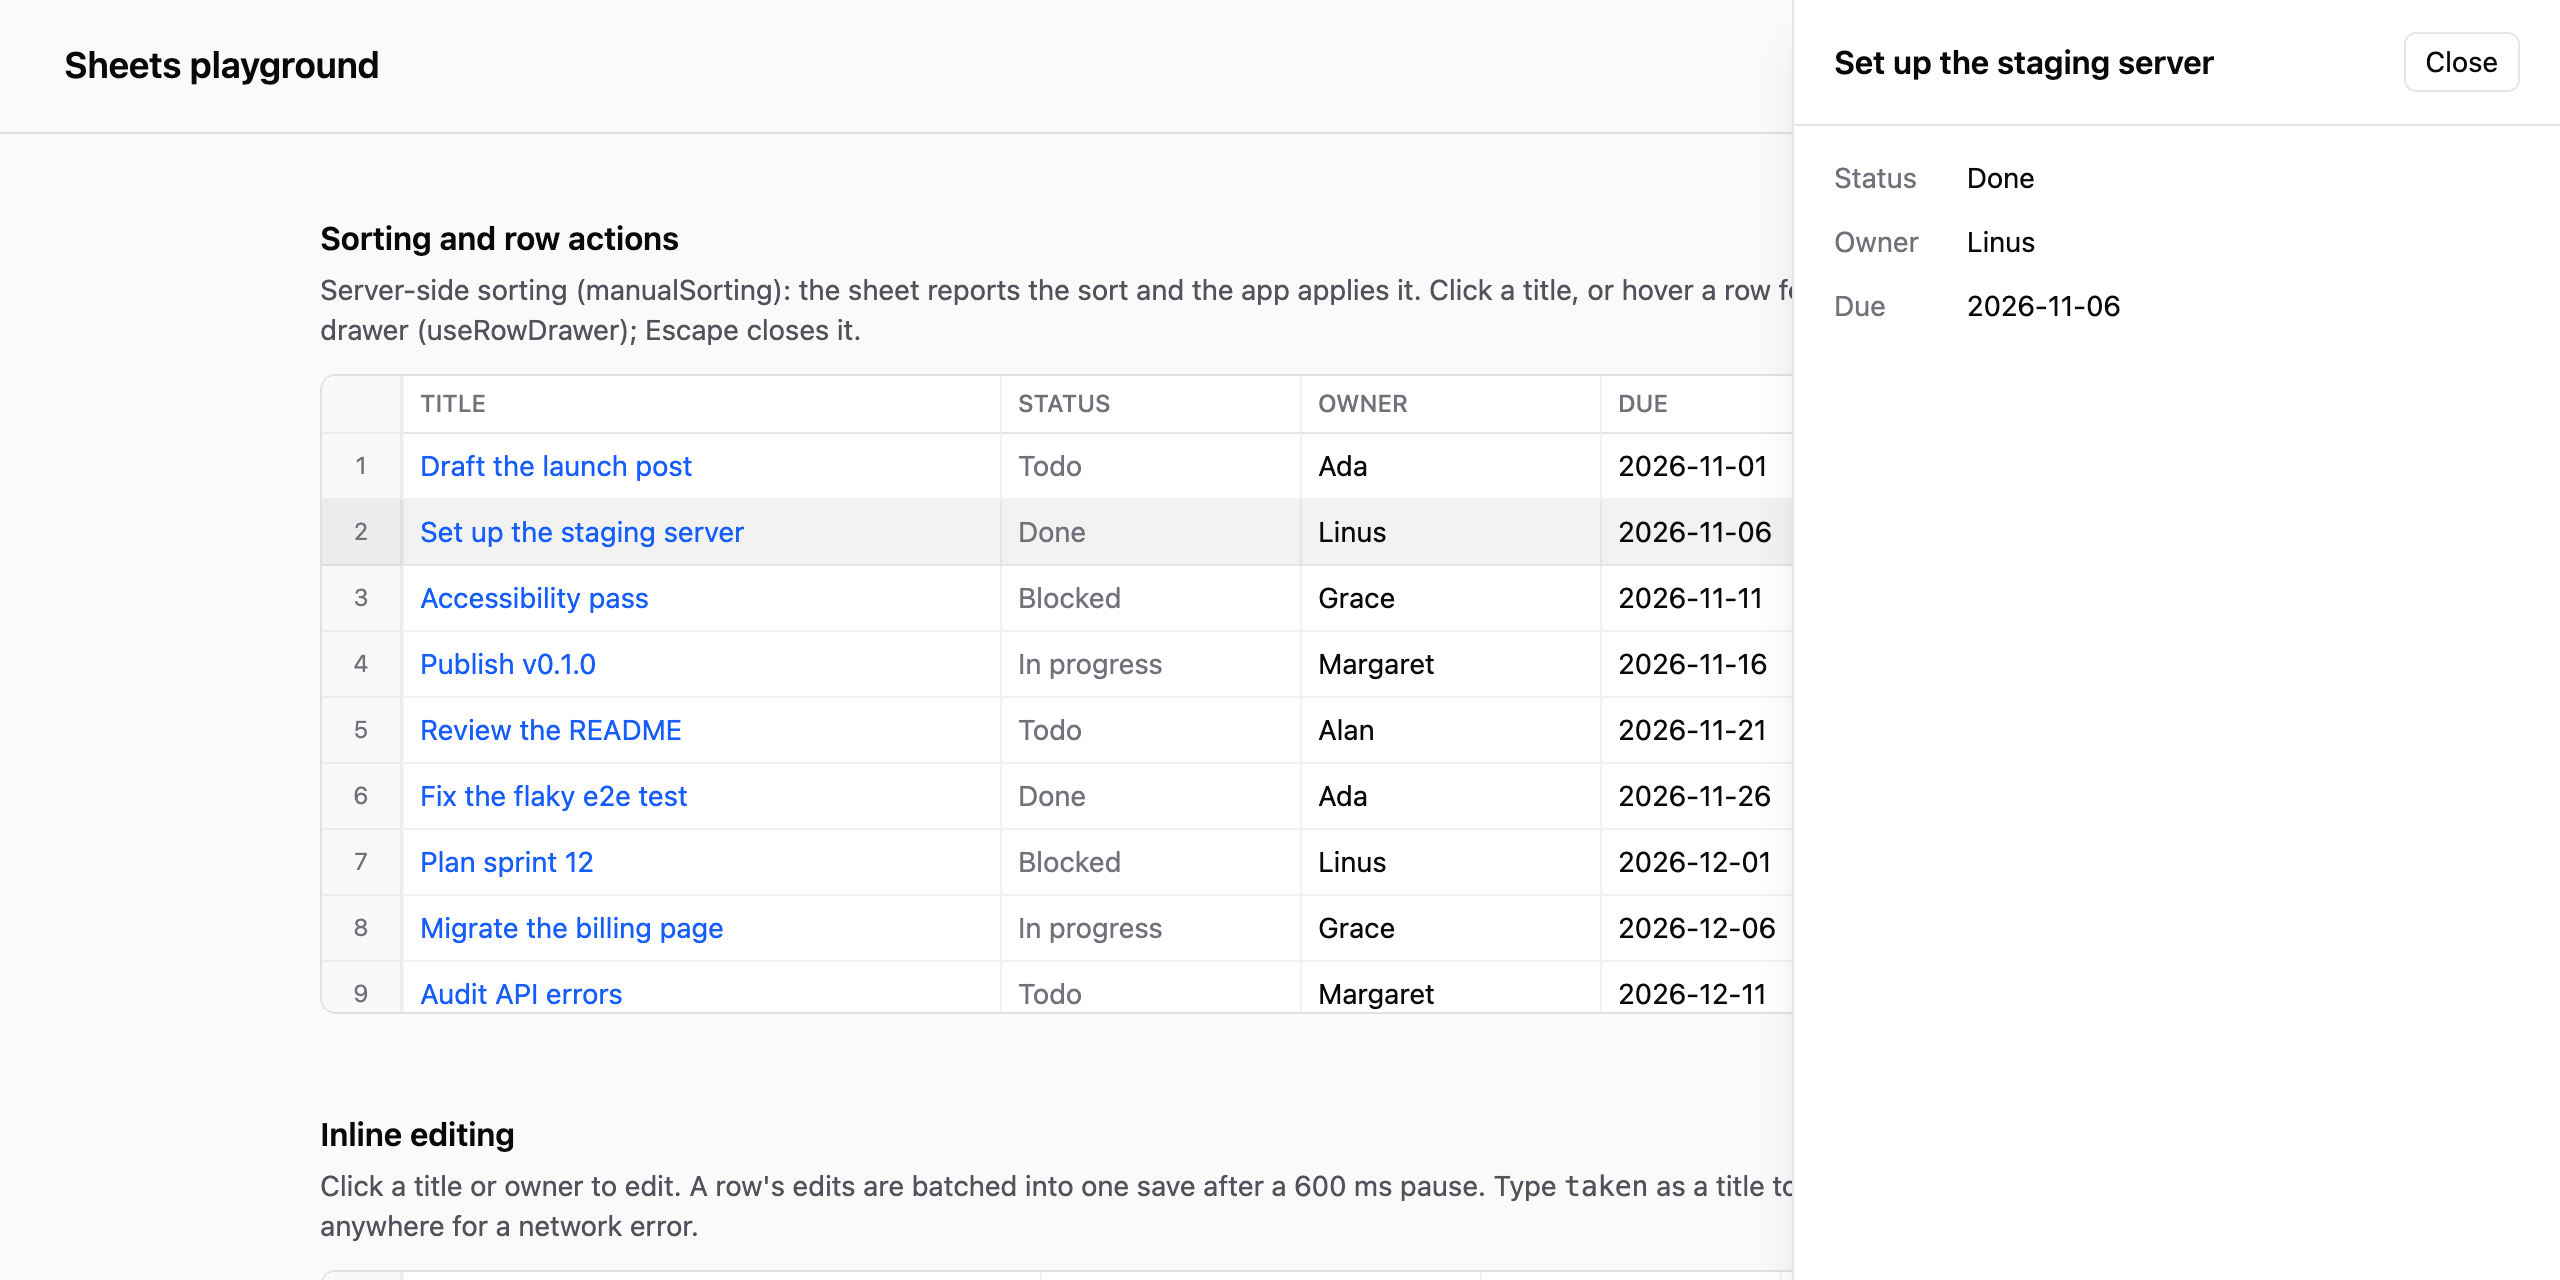 Sheets playground
Sorting and row actions
Server-side sorting (manualSorting): the sheet reports the sort and the app applies it. Click a title, or hover a row
drawer (useRowDrawer); Escape closes it.
TITLE STATUS OWNER DUE
1 Draft the launch post Todo Ada 2026-11-01
2 Set up the staging server Done Linus 2026-11-06
3 Accessibility pass Blocked Grace 2026-11-11
4 Publish v0.1.0 In progress Margaret 2026-11-16
5 Review the README Todo Alan 2026-11-21
6 Fix the flaky e2e test Done Ada 2026-11-26
7 Plan sprint 12 Blocked Linus 2026-12-01
8 Migrate the billing page In progress Grace 2026-12-06
9 Audit API errors Todo Margaret 2026-12-11
Inline editing
Click a title or owner to edit. A row's edits are batched into one save after a 600 ms pause. Type taken as a title
anywhere for a network error.
Set up the staging server
Close
Status Done
Owner Linus
Due 2026-11-06